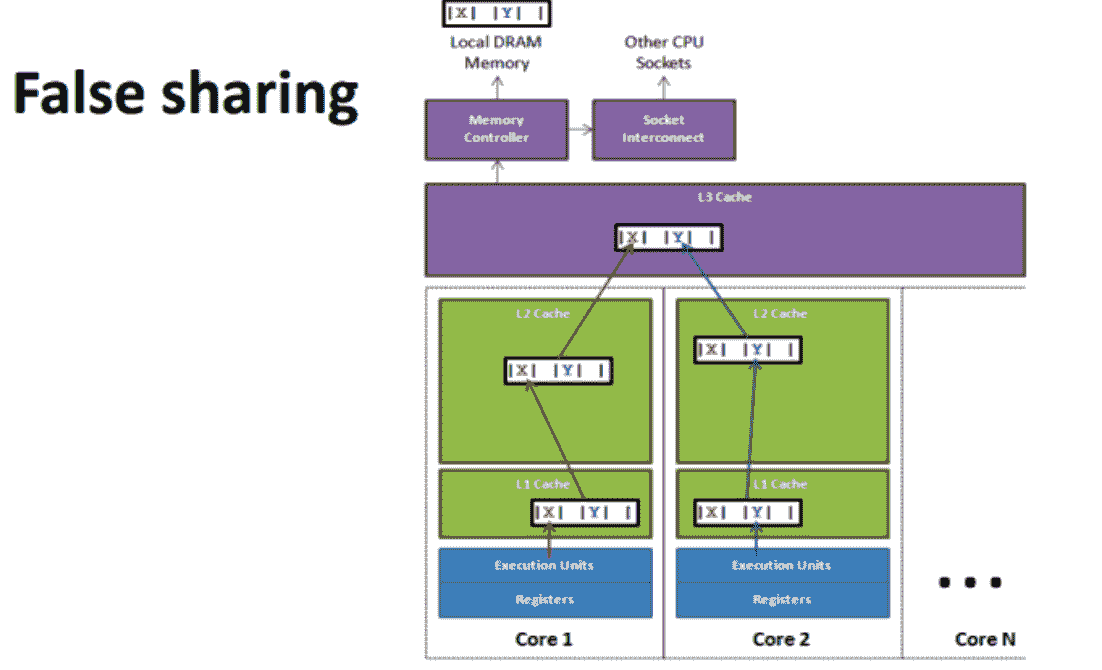 |X| |Y| |
Local DRAM
Memory
Other CPU
Sockets
False sharing
Memory
Controller
Socket
Interconnect
L3 Cache
|X| |Y| |
L2 Cache
L2 Cache
|X| |Y| |
|X| |Y| |
L1 Cache
L1 Cache
|X| |Y| |
|X| |Y| |
Execution Units
Execution Units
Registers
Registers
• • •
Core 1
Core 2
Core N